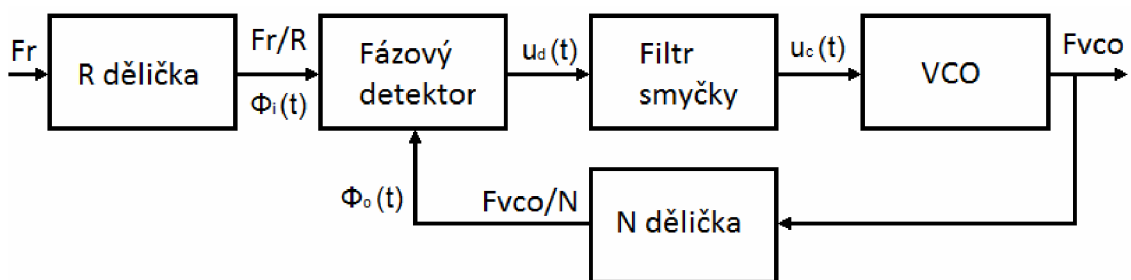 Fr
R dělička
Fr/R
Φi(t)
Fázový
detektor
ud(t)
Filtr
smyčky
uc(t)
VCO
Fvco
Φo(t)
Fvco/N
N dělička